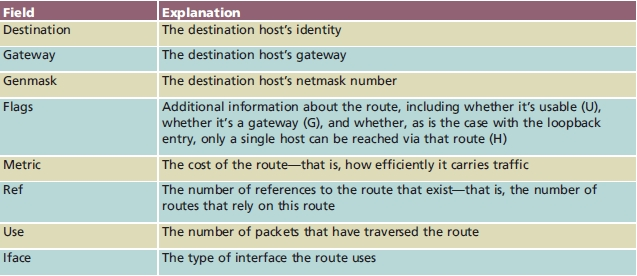 Field Explanation
Destination The destination host's identity
Gateway The destination host's gateway
Genmask The destination host's netmask number
Flags Additional information about the route, including whether it's usable (U),
whether it's a gateway (G), and whether, as is the case with the loopback
entry, only a single host can be reached via that route (H)
Metric The cost of the route—that is, how efficiently it carries traffic
Ref The number of references to the route that exist—that is, the number of
routes that rely on this route
Use The number of packets that have traversed the route
Iface The type of interface the route uses